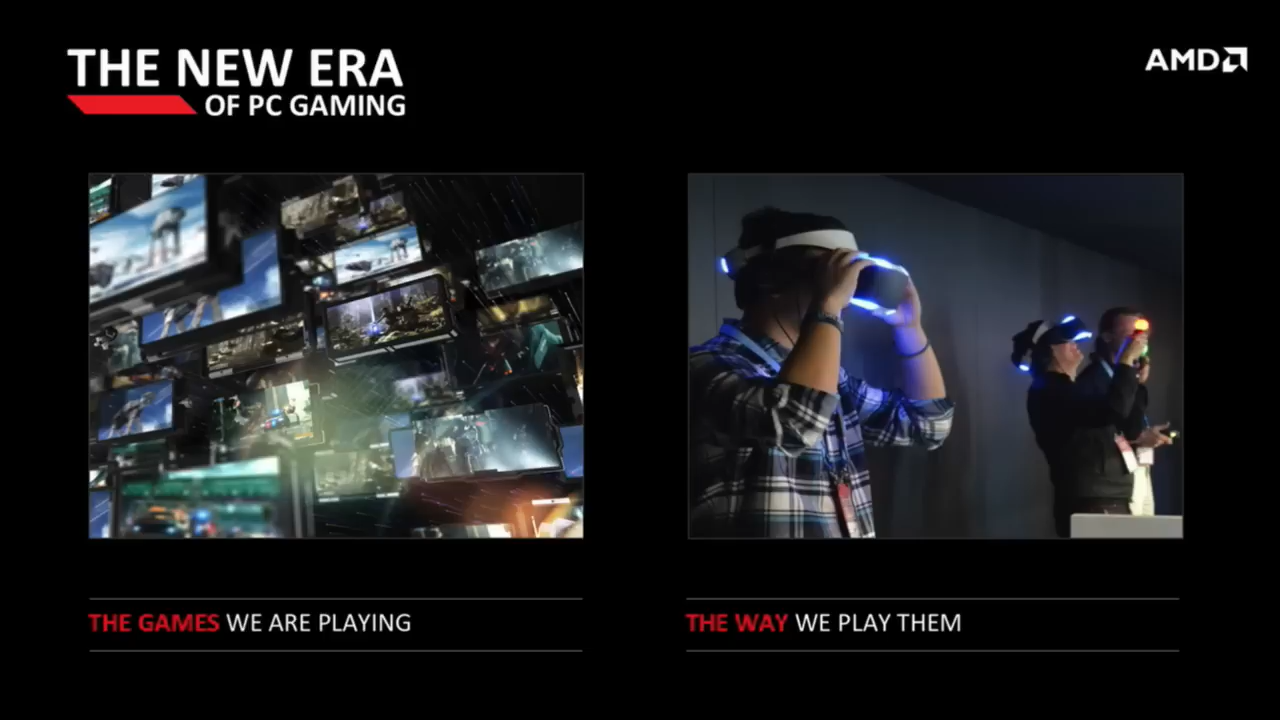 THE NEW ERA
OF PC GAMING
AMD
THE GAMES WE ARE PLAYING
THE WAY WE PLAY THEM